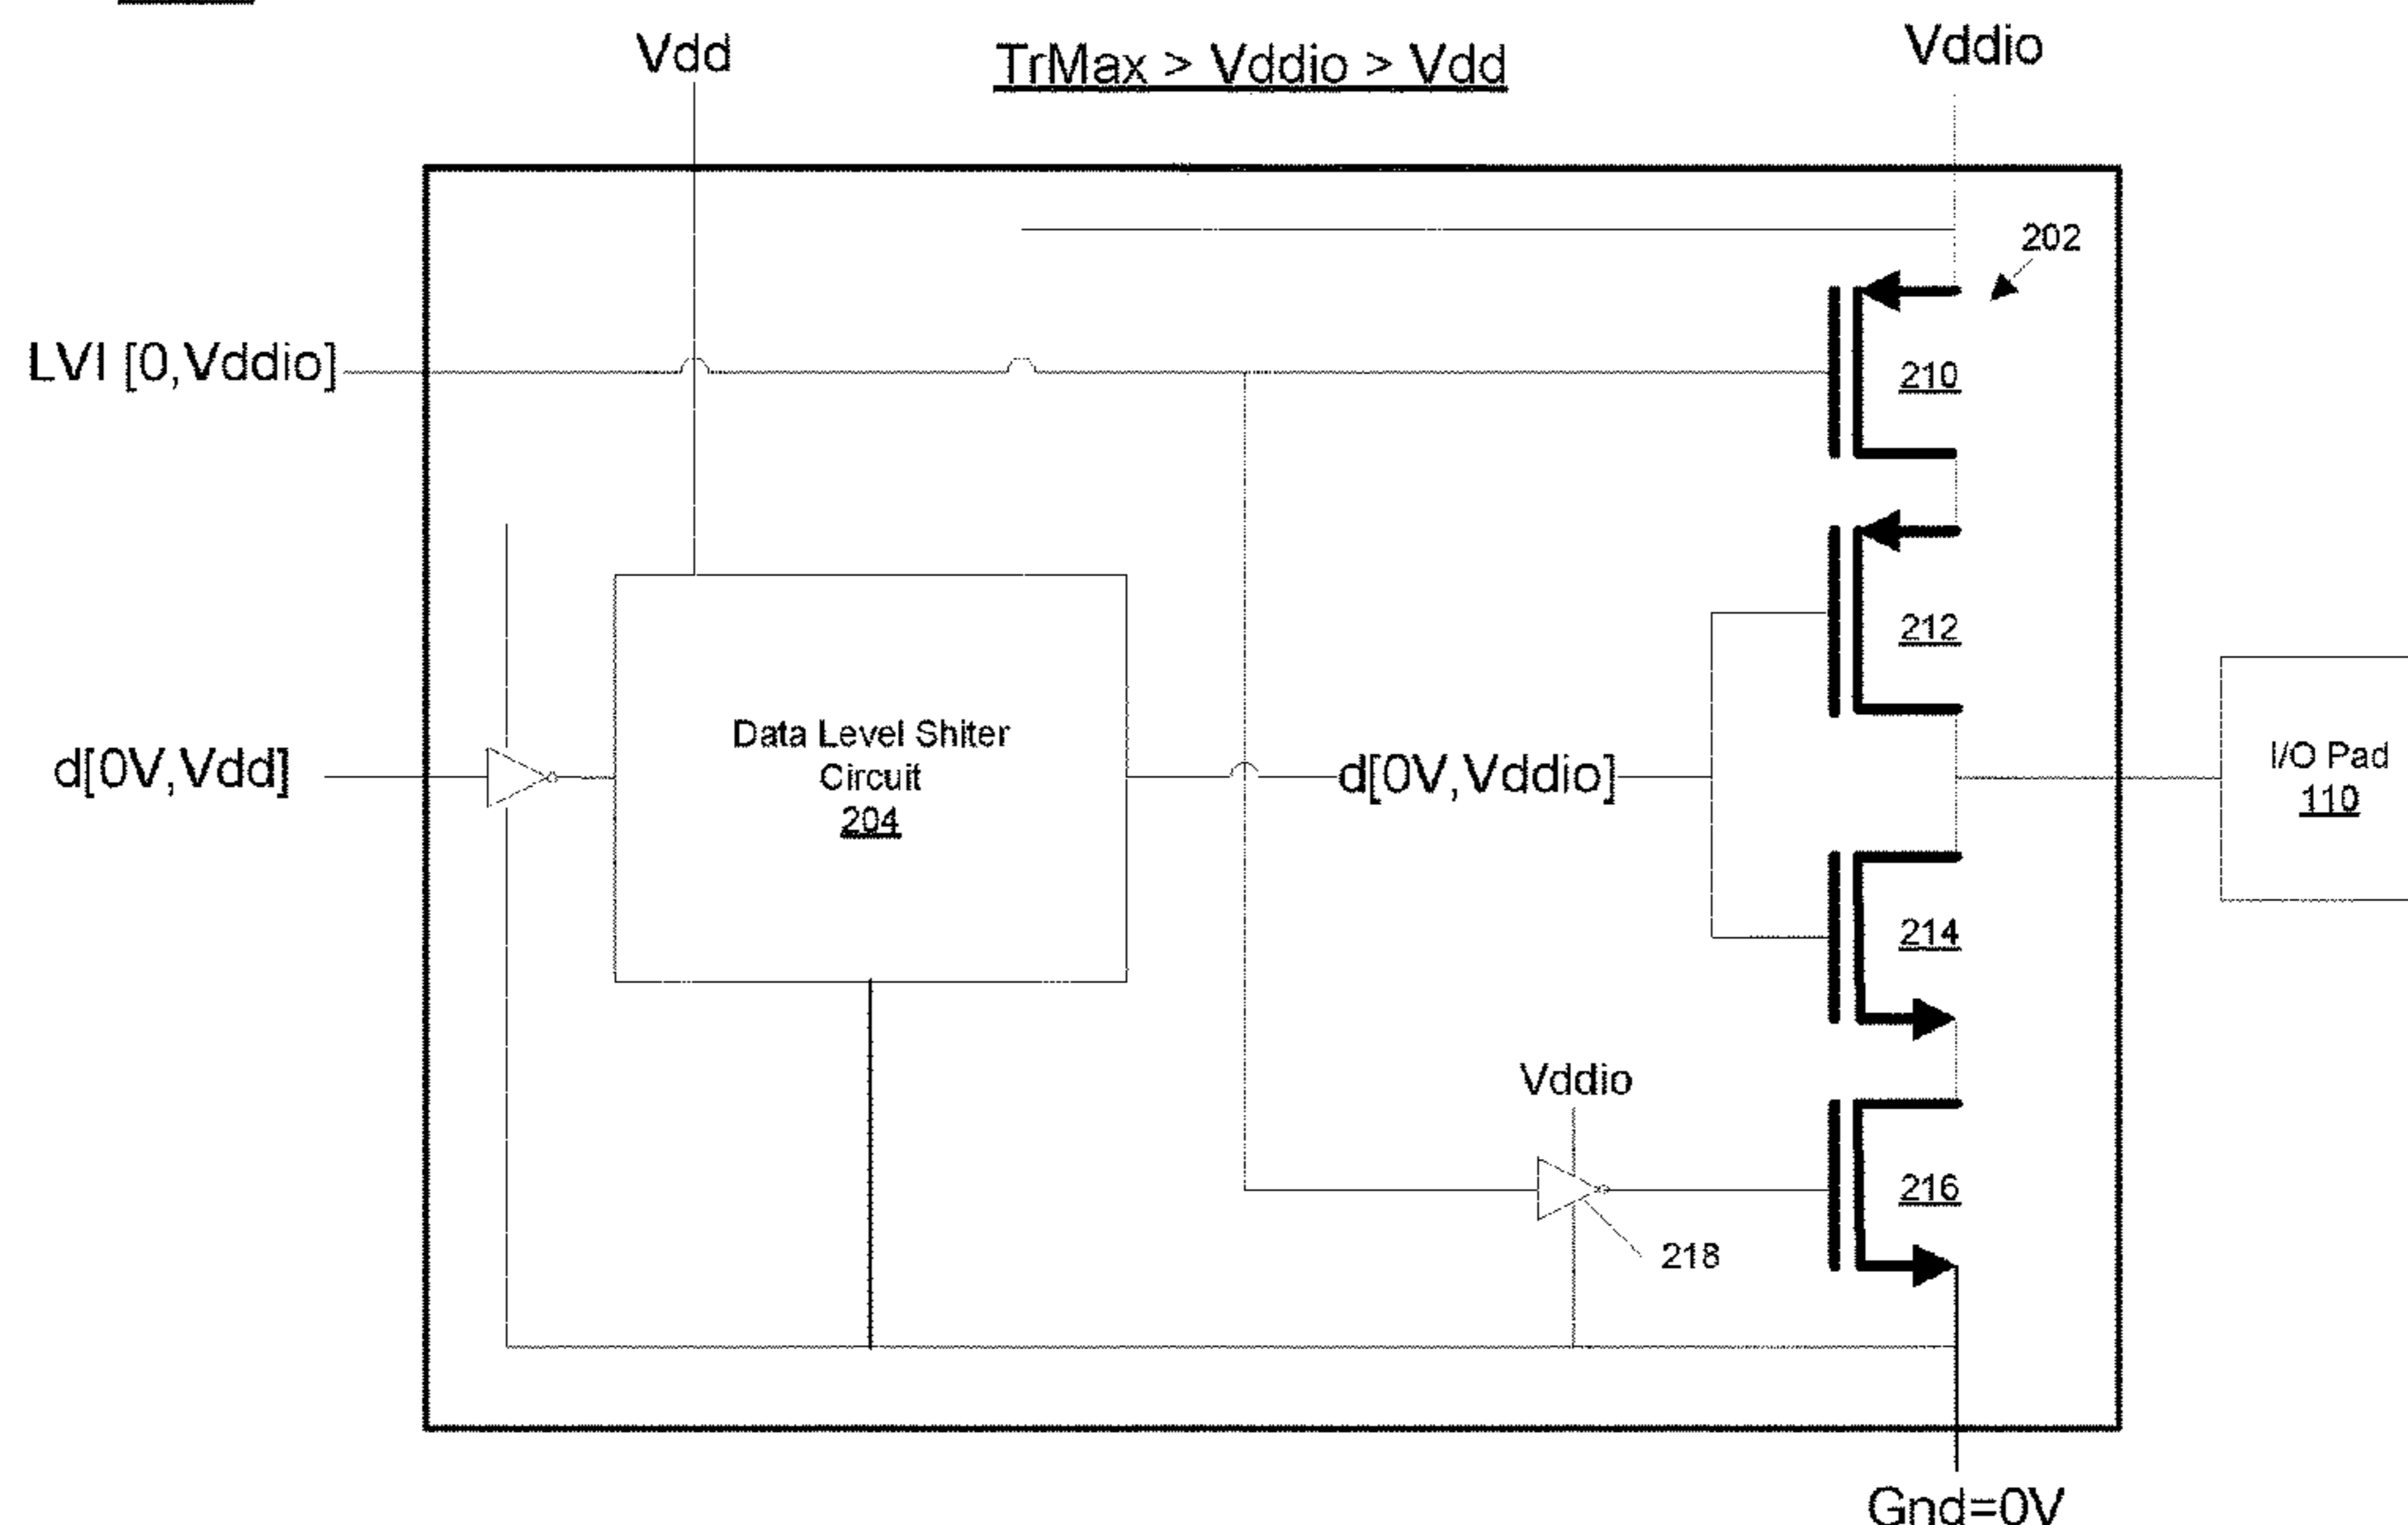 Vdd
TrMax > Vddio > Vdd
Vddio
202
LVI [0,Vddio]
210
212
d[0V,Vdd]
Data Level Shiter
Circuit
204
d[0V,Vddio]
I/O Pad
110
214
Vddio
216
218
Gnd=0V